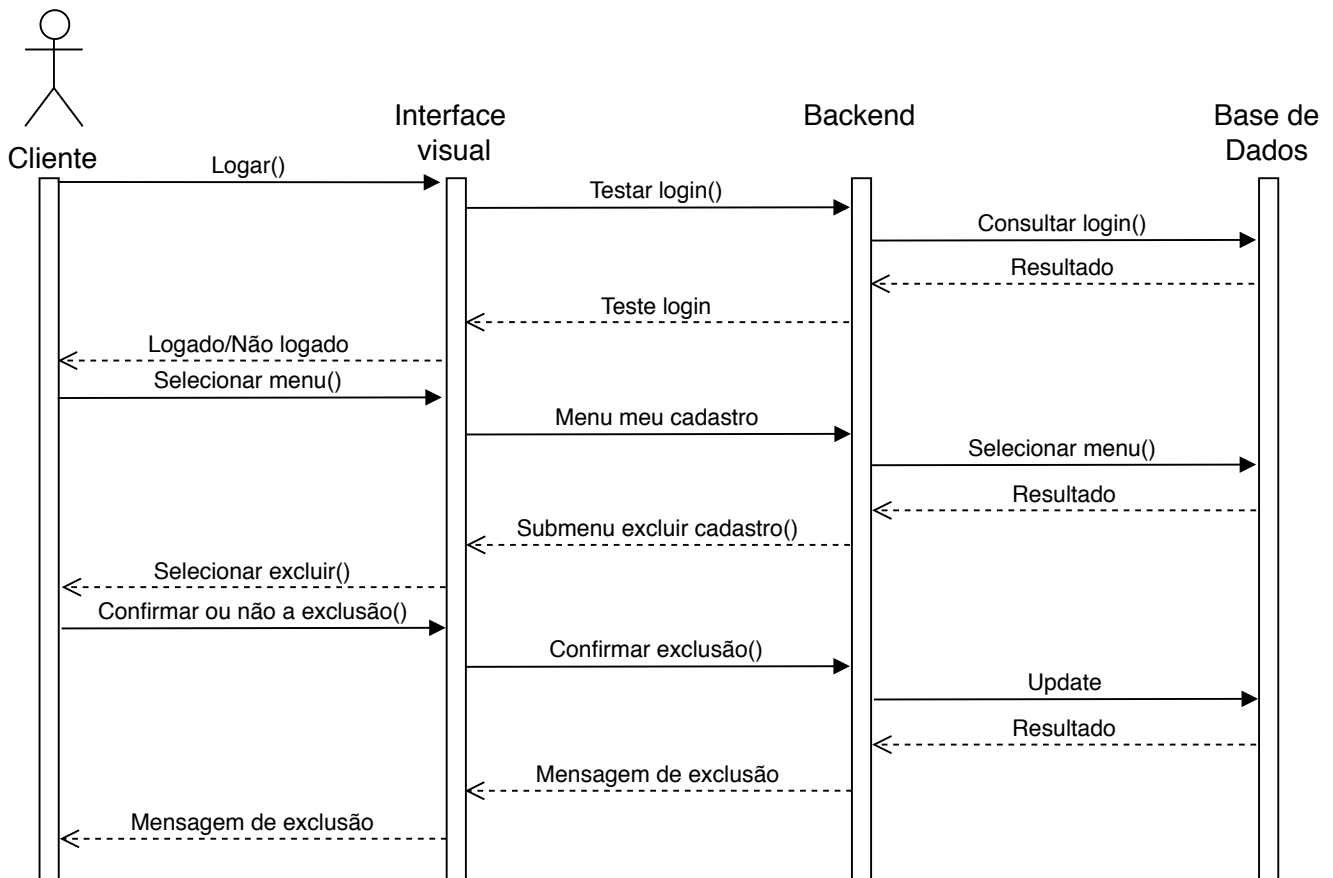 Cliente
Interface
visual
Backend
Base de
Dados
Logar()
Testar login()
Consultar login()
Resultado
Teste login
Logado/Não logado
Selecionar menu()
Menu meu cadastro
Selecionar menu()
Resultado
Submenu excluir cadastro()
Selecionar excluir()
Confirmar ou não a exclusão()
Confirmar exclusão()
Update
Resultado
Mensagem de exclusão
Mensagem de exclusão